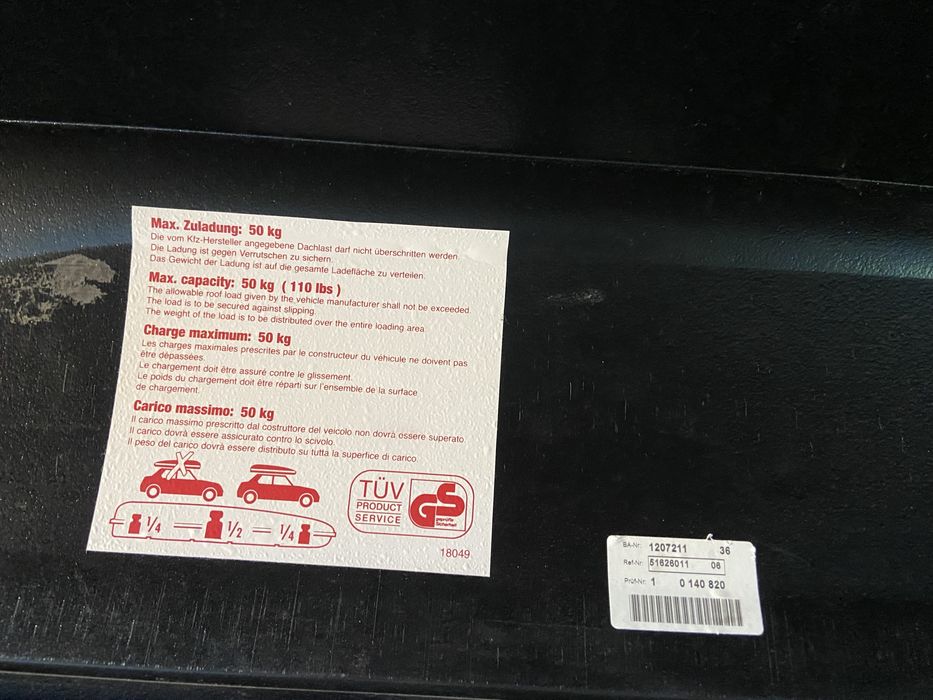 Max. Zuladung: 50 kg
Die vom Kfz-Hersteller angegebene Dachlast darf nicht überschritten werden.
Die Ladung ist gegen Verrutschen zu sichern.
Das Gewicht der Ladung ist auf die gesamte Ladefläche zu verteilen.
Max. capacity: 50 kg ( 110 lbs )
The allowable roof load given by the vehicle manufacturer shall not be exceeded.
The load is to be secured against slipping.
The weight of the load is to be distributed over the entire loading area.
Charge maximum: 50 kg
Les charges maximales prescrites par le constructeur du véhicule ne doivent pas
être dépassées.
Le chargement doit être assuré contre le glissement.
Le poids du chargement doit être réparti sur l'ensemble de la surface
de chargement.
Carico massimo: 50 kg
Il carico massimo prescritto dal costruttore del veicolo non dovrà essere superato.
Il carico dovrà essere assicurato contro lo scivolo.
Il peso del carico dovrà essere distributo su tutta la superfice di carico.
1/4 1/2 1/4
TÜV
PRODUCT
SERVICE
GS
geprüfte
Sicherheit
18049
BA-Nr: 1207211 36
Ref-Nr: 51626011 06
Prüf-Nr: 1 0 140 820